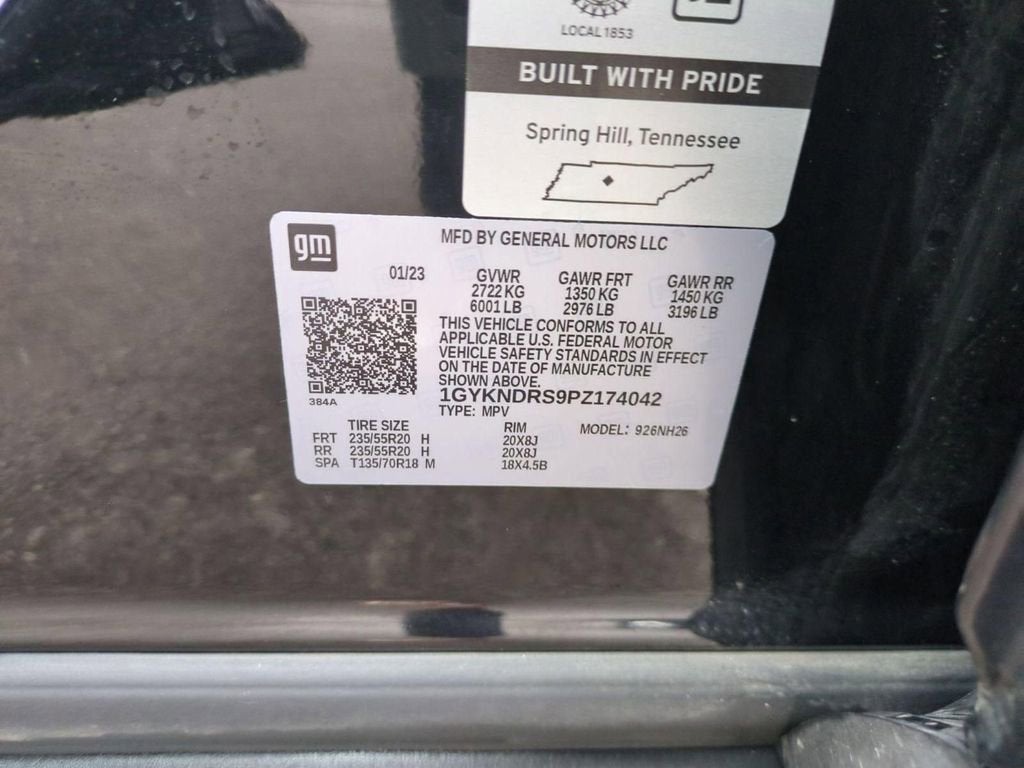 LOCAL 1853
BUILT WITH PRIDE
Spring Hill, Tennessee
gm
MFD BY GENERAL MOTORS LLC
01/23 GVWR GAWR FRT GAWR RR
2722 KG 1350 KG 1450 KG
6001 LB 2976 LB 3196 LB
THIS VEHICLE CONFORMS TO ALL
APPLICABLE U.S. FEDERAL MOTOR
VEHICLE SAFETY STANDARDS IN EFFECT
ON THE DATE OF MANUFACTURE
SHOWN ABOVE.
384A
1GYKNDRS9PZ174042
TYPE: MPV
TIRE SIZE RIM MODEL: 926NH26
FRT 235/55R20 H 20X8J
RR 235/55R20 H 20X8J
SPA T135/70R18 M 18X4.5B